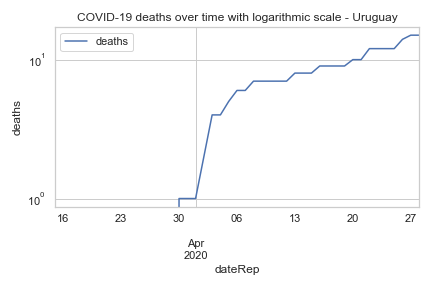 COVID-19 deaths over time with logarithmic scale - Uruguay
deaths
10¹
deaths
10⁰
16 23 30 06 13 20 27
Apr
2020
dateRep